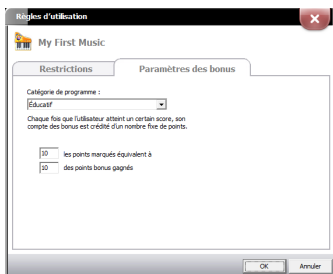 Règles d'utilisation
My First Music
Restrictions
Paramètres des bonus
Catégorie de programme :
Éducatif
Chaque fois que l'utilisateur atteint un certain score, son
compte des bonus est crédité d'un nombre fixe de points.
10 les points marqués équivalent à
10 des points bonus gagnés
OK
Annuler